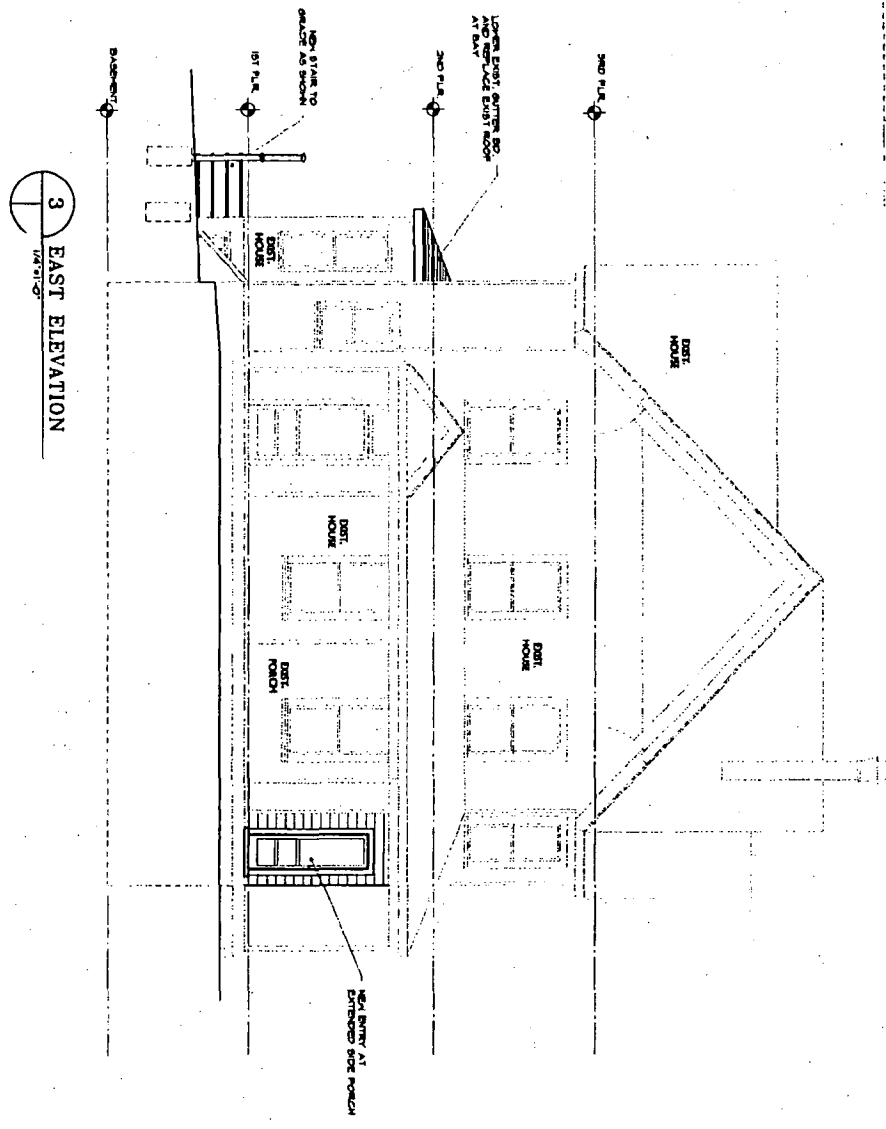 3RD FLR.
2ND FLR.
1ST FLR.
BASEMENT
LOWER EXIST. GUTTER BD.
AND REPLACE EXIST ROOF
AT BAY
NEW STAIR TO
GRADE AS SHOWN
EXIST.
HOUSE
EXIST.
HOUSE
EXIST.
HOUSE
EXIST.
HOUSE
EXIST.
PORCH
NEW ENTRY AT
EXTENDED SIDE PORCH
3 EAST ELEVATION
1/4"=1'-0"